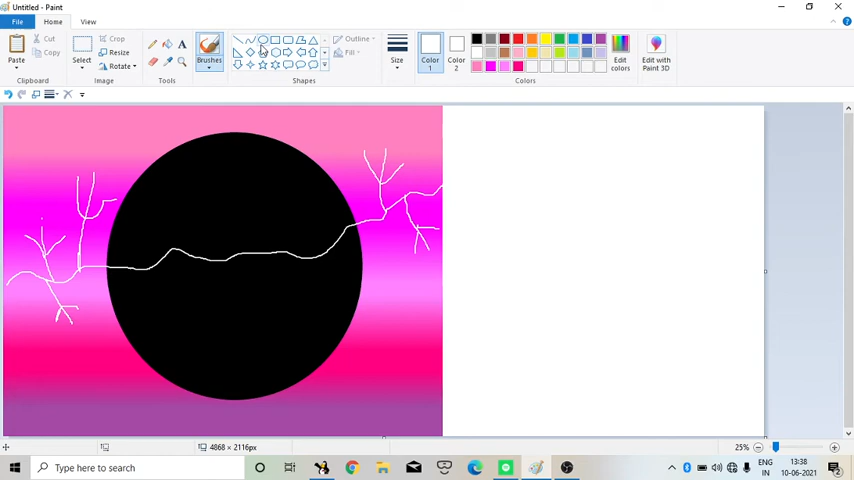 Untitled - Paint
File Home View
Paste
Cut
Copy
Clipboard
Select
Crop
Resize
Rotate
Image
A
Tools
Brushes
Outline
Fill
Shapes
Size
Color 1
Color 2
Edit colors
Colors
Edit with Paint 3D
4868 × 2116px
25%
Type here to search
ENG
IN
13:38
10-06-2021
2